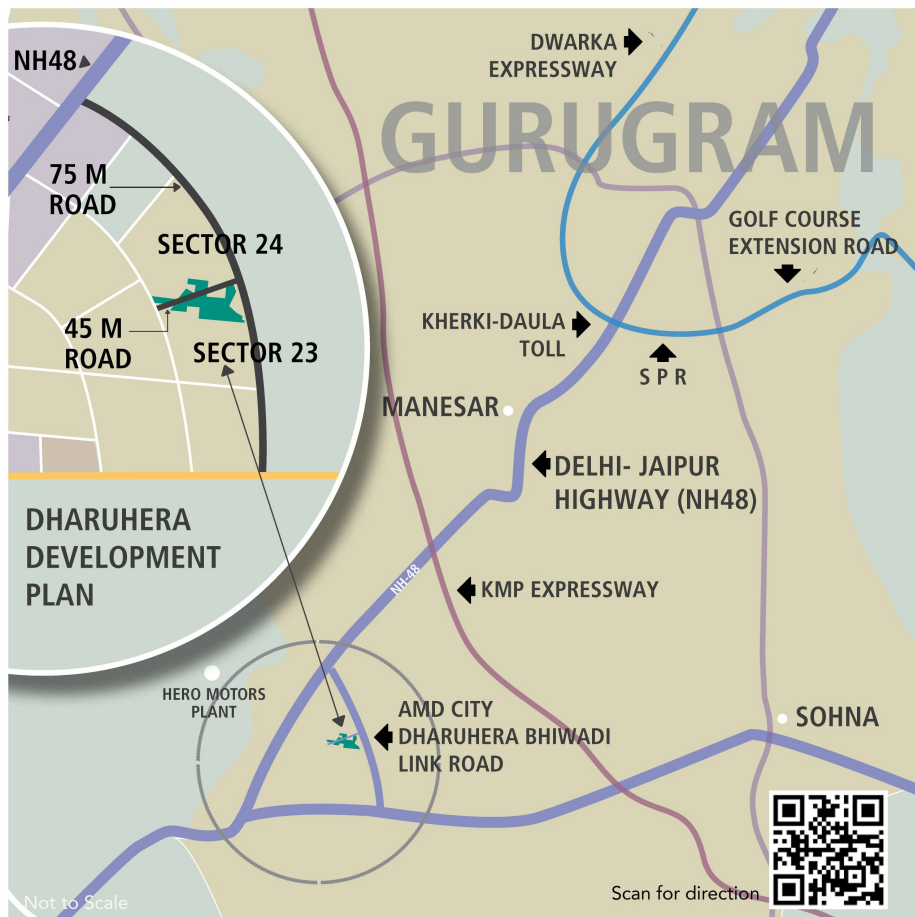 NH48
75 M
ROAD
SECTOR 24
45 M
ROAD
SECTOR 23
DHARUHERA
DEVELOPMENT
PLAN
DWARKA
EXPRESSWAY
GURUGRAM
GOLF COURSE
EXTENSION ROAD
KHERKI-DAULA
TOLL
S P R
MANESAR
DELHI- JAIPUR
HIGHWAY (NH48)
NH-48
KMP EXPRESSWAY
HERO MOTORS
PLANT
AMD CITY
DHARUHERA BHIWADI
LINK ROAD
SOHNA
Not to Scale
Scan for direction